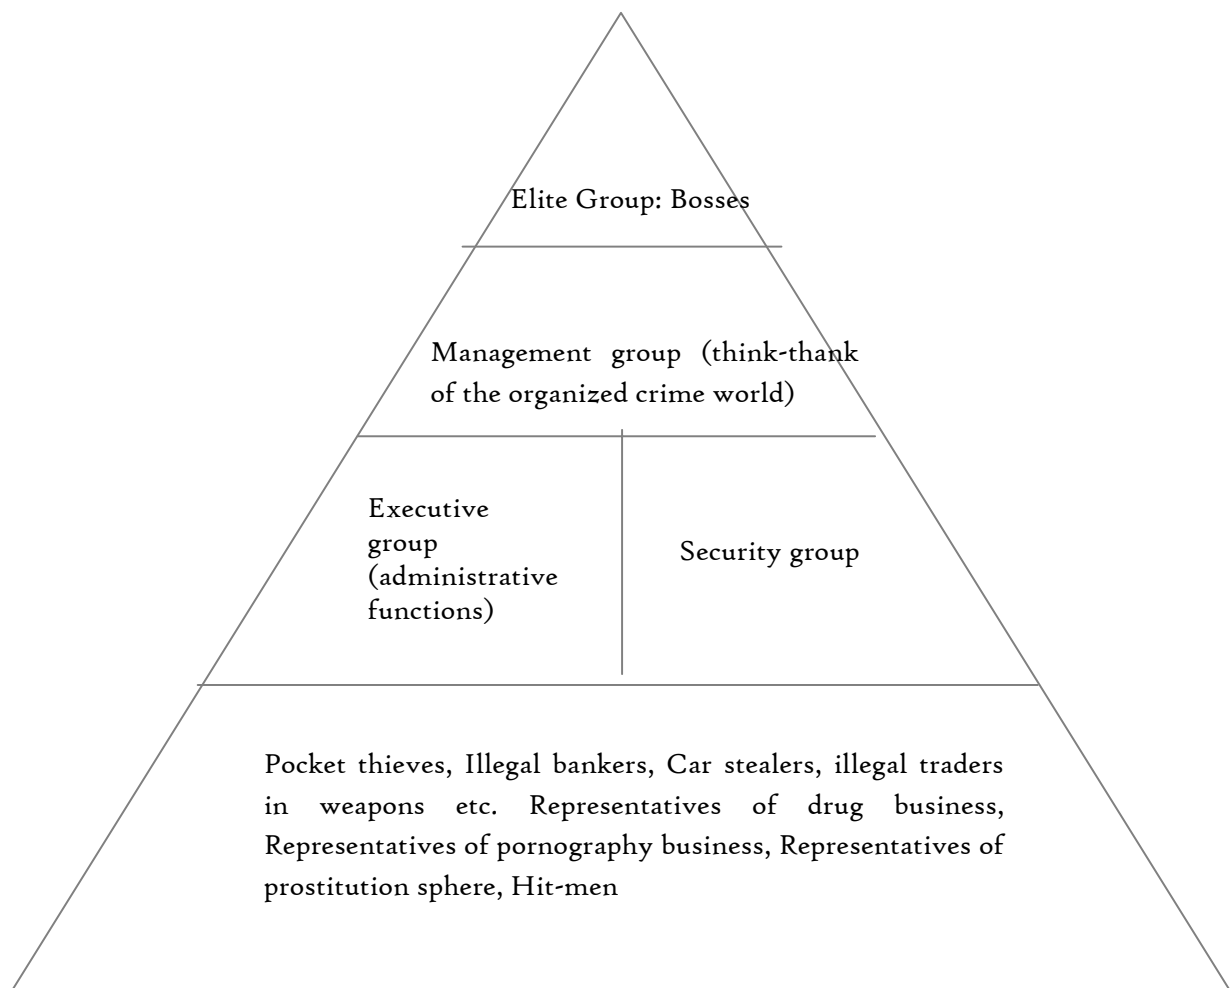 Elite Group: Bosses
Management group (think-thank
of the organized crime world)
Executive
group
(administrative
functions)
Security group
Pocket thieves, Illegal bankers, Car stealers, illegal traders
in weapons etc. Representatives of drug business,
Representatives of pornography business, Representatives of
prostitution sphere, Hit-men